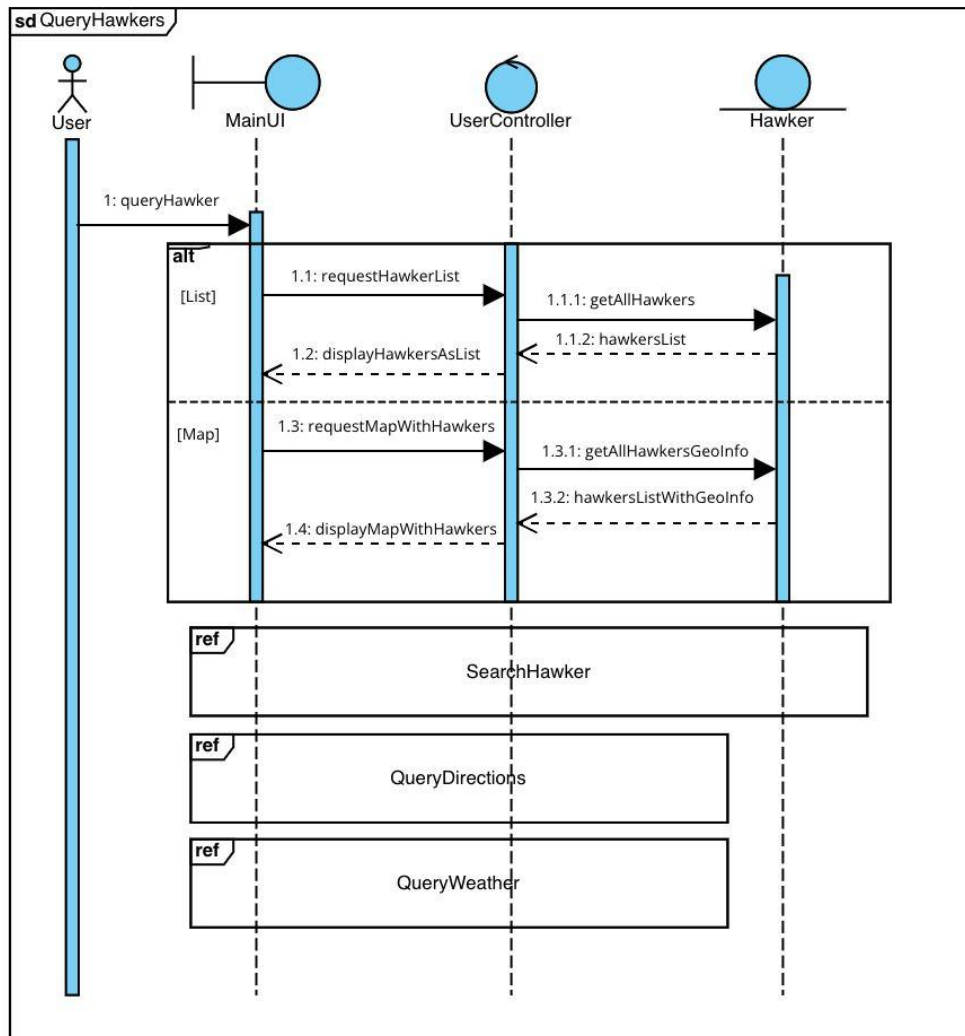 sd QueryHawkers
User
MainUI
UserController
Hawker
1: queryHawker
alt
[List]
1.1: requestHawkerList
1.1.1: getAllHawkers
1.1.2: hawkersList
1.2: displayHawkersAsList
[Map]
1.3: requestMapWithHawkers
1.3.1: getAllHawkersGeoInfo
1.3.2: hawkersListWithGeoInfo
1.4: displayMapWithHawkers
ref
SearchHawker
ref
QueryDirections
ref
QueryWeather